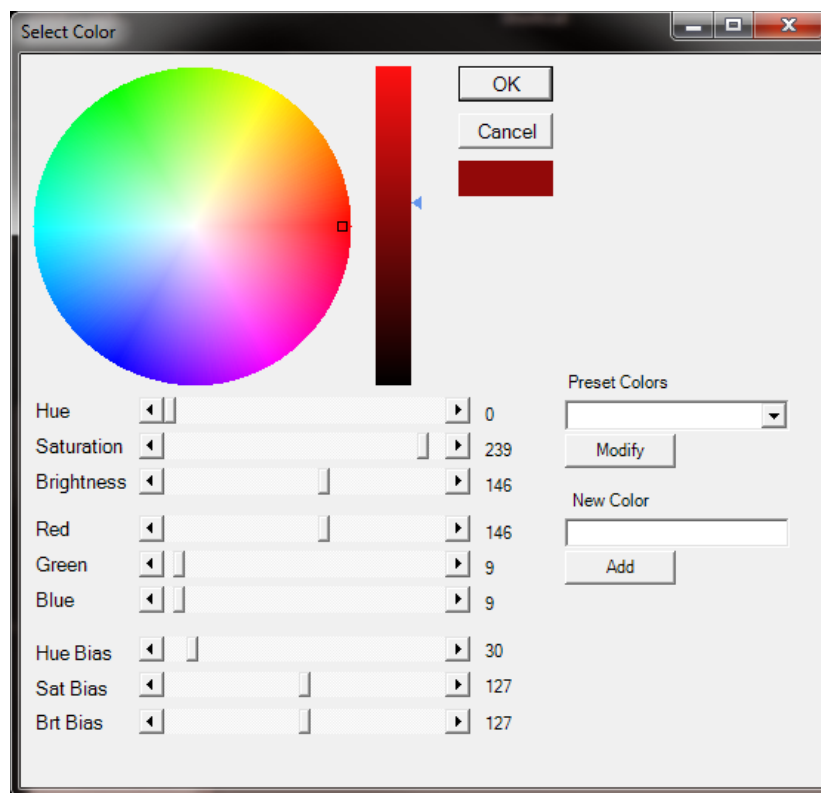 Select Color
OK
Cancel
Preset Colors
Hue 0
Saturation 239
Modify
Brightness 146
New Color
Red 146
Green 9
Add
Blue 9
Hue Bias 30
Sat Bias 127
Brt Bias 127